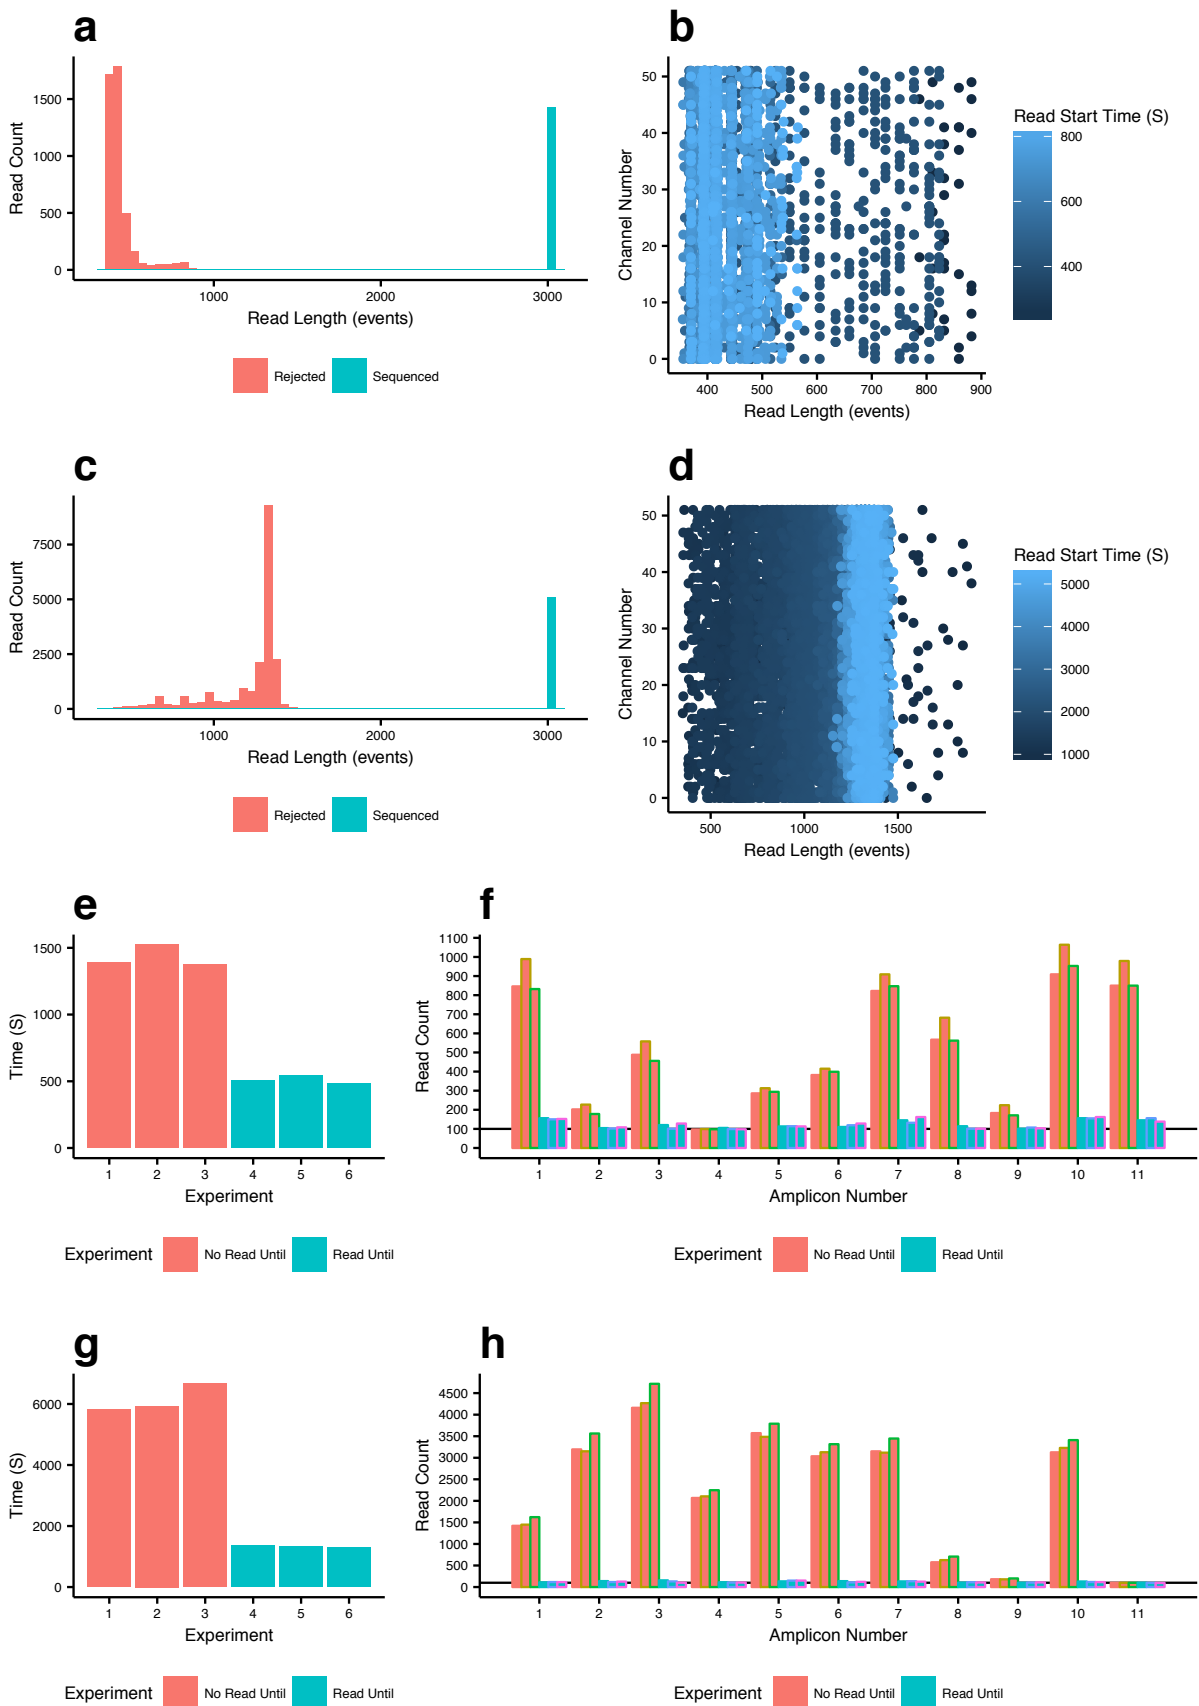 a
Read Count
1500
1000
500
0
1000
2000
3000
Read Length (events)
Rejected
Sequenced
b
Channel Number
50
40
30
20
10
0
400
500
600
700
800
900
Read Length (events)
Read Start Time (S)
800
600
400
c
Read Count
7500
5000
2500
0
1000
2000
3000
Read Length (events)
Rejected
Sequenced
d
Channel Number
50
40
30
20
10
0
500
1000
1500
Read Length (events)
Read Start Time (S)
5000
4000
3000
2000
1000
e
Time (S)
1500
1000
500
0
1 2 3 4 5 6
Experiment
Experiment No Read Until Read Until
f
Read Count
1100
1000
900
800
700
600
500
400
300
200
100
0
1 2 3 4 5 6 7 8 9 10 11
Amplicon Number
Experiment No Read Until Read Until
g
Time (S)
6000
4000
2000
0
1 2 3 4 5 6
Experiment
Experiment No Read Until Read Until
h
Read Count
4500
4000
3500
3000
2500
2000
1500
1000
500
0
1 2 3 4 5 6 7 8 9 10 11
Amplicon Number
Experiment No Read Until Read Until